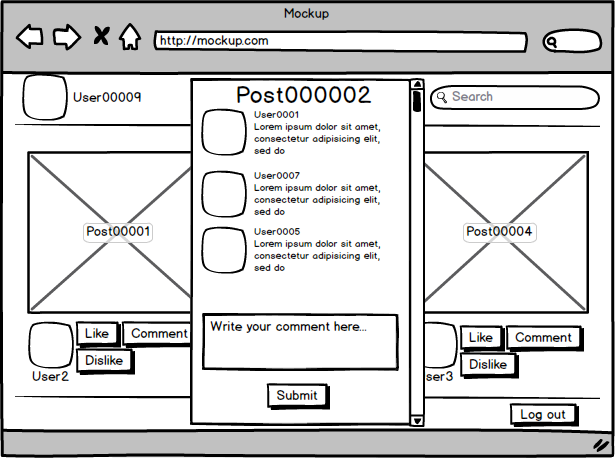 Mockup
http://mockup.com
User00009
Search
Post000002
User0001
Lorem ipsum dolor sit amet,
consectetur adipisicing elit,
sed do
User0007
Lorem ipsum dolor sit amet,
consectetur adipisicing elit,
sed do
User0005
Lorem ipsum dolor sit amet,
consectetur adipisicing elit,
sed do
Write your comment here...
Submit
Post00001
Like
Comment
Dislike
User2
Post00004
Like
Comment
Dislike
ser3
Log out